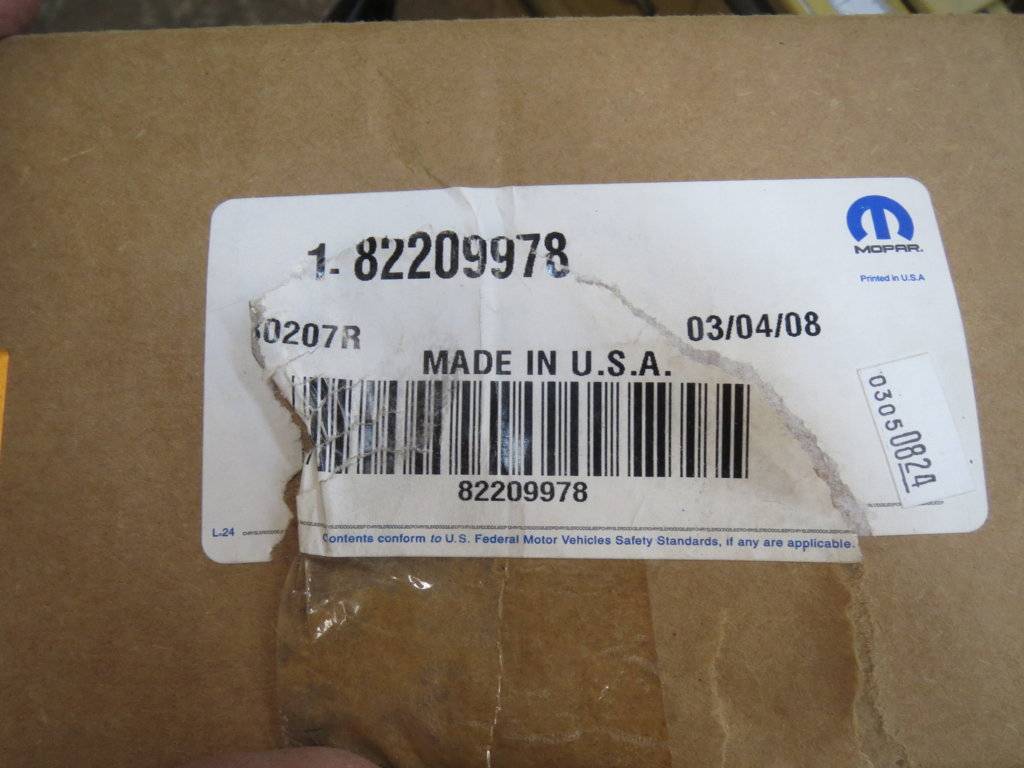 1- 82209978
MOPAR.
Printed in U.S.A
0207R
03/04/08
MADE IN U.S.A.
82209978
03050824
L-24
Contents conform to U.S. Federal Motor Vehicles Safety Standards, if any are applicable.